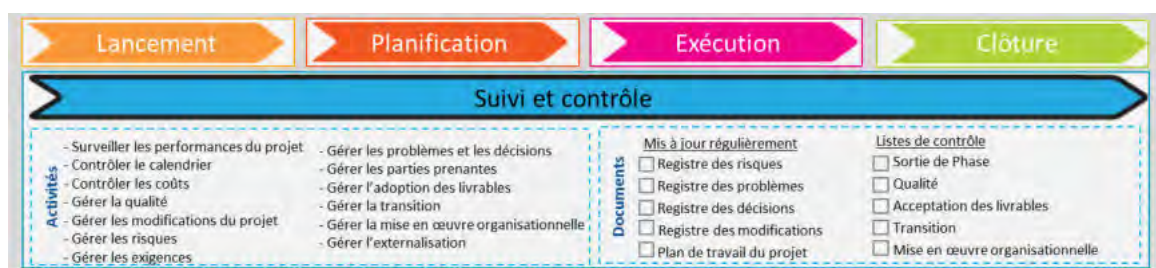 Lancement
Planification
Exécution
Clôture
Suivi et contrôle
Activités
- Surveiller les performances du projet
- Contrôler le calendrier
- Contrôler les coûts
- Gérer la qualité
- Gérer les modifications du projet
- Gérer les risques
- Gérer les exigences
- Gérer les problèmes et les décisions
- Gérer les parties prenantes
- Gérer l'adoption des livrables
- Gérer la transition
- Gérer la mise en œuvre organisationnelle
- Gérer l'externalisation
Documents
Mis à jour régulièrement
Registre des risques
Registre des problèmes
Registre des décisions
Registre des modifications
Plan de travail du projet
Listes de contrôle
Sortie de Phase
Qualité
Acceptation des livrables
Transition
Mise en œuvre organisationnelle